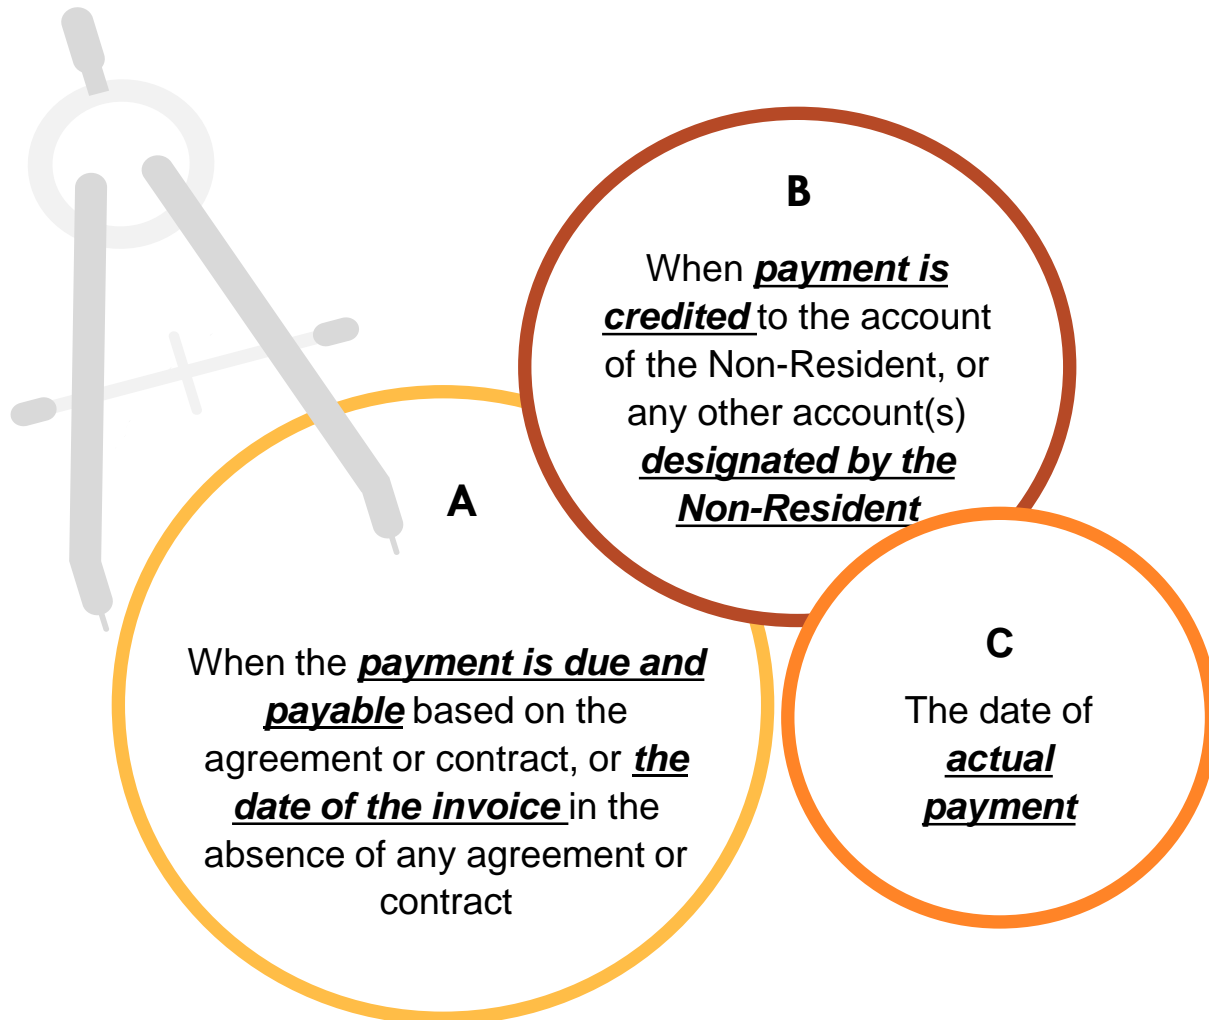 A
When the payment is due and
payable based on the
agreement or contract, or the
date of the invoice in the
absence of any agreement or
contract
B
When payment is
credited to the account
of the Non-Resident, or
any other account(s)
designated by the
Non-Resident
C
The date of
actual
payment